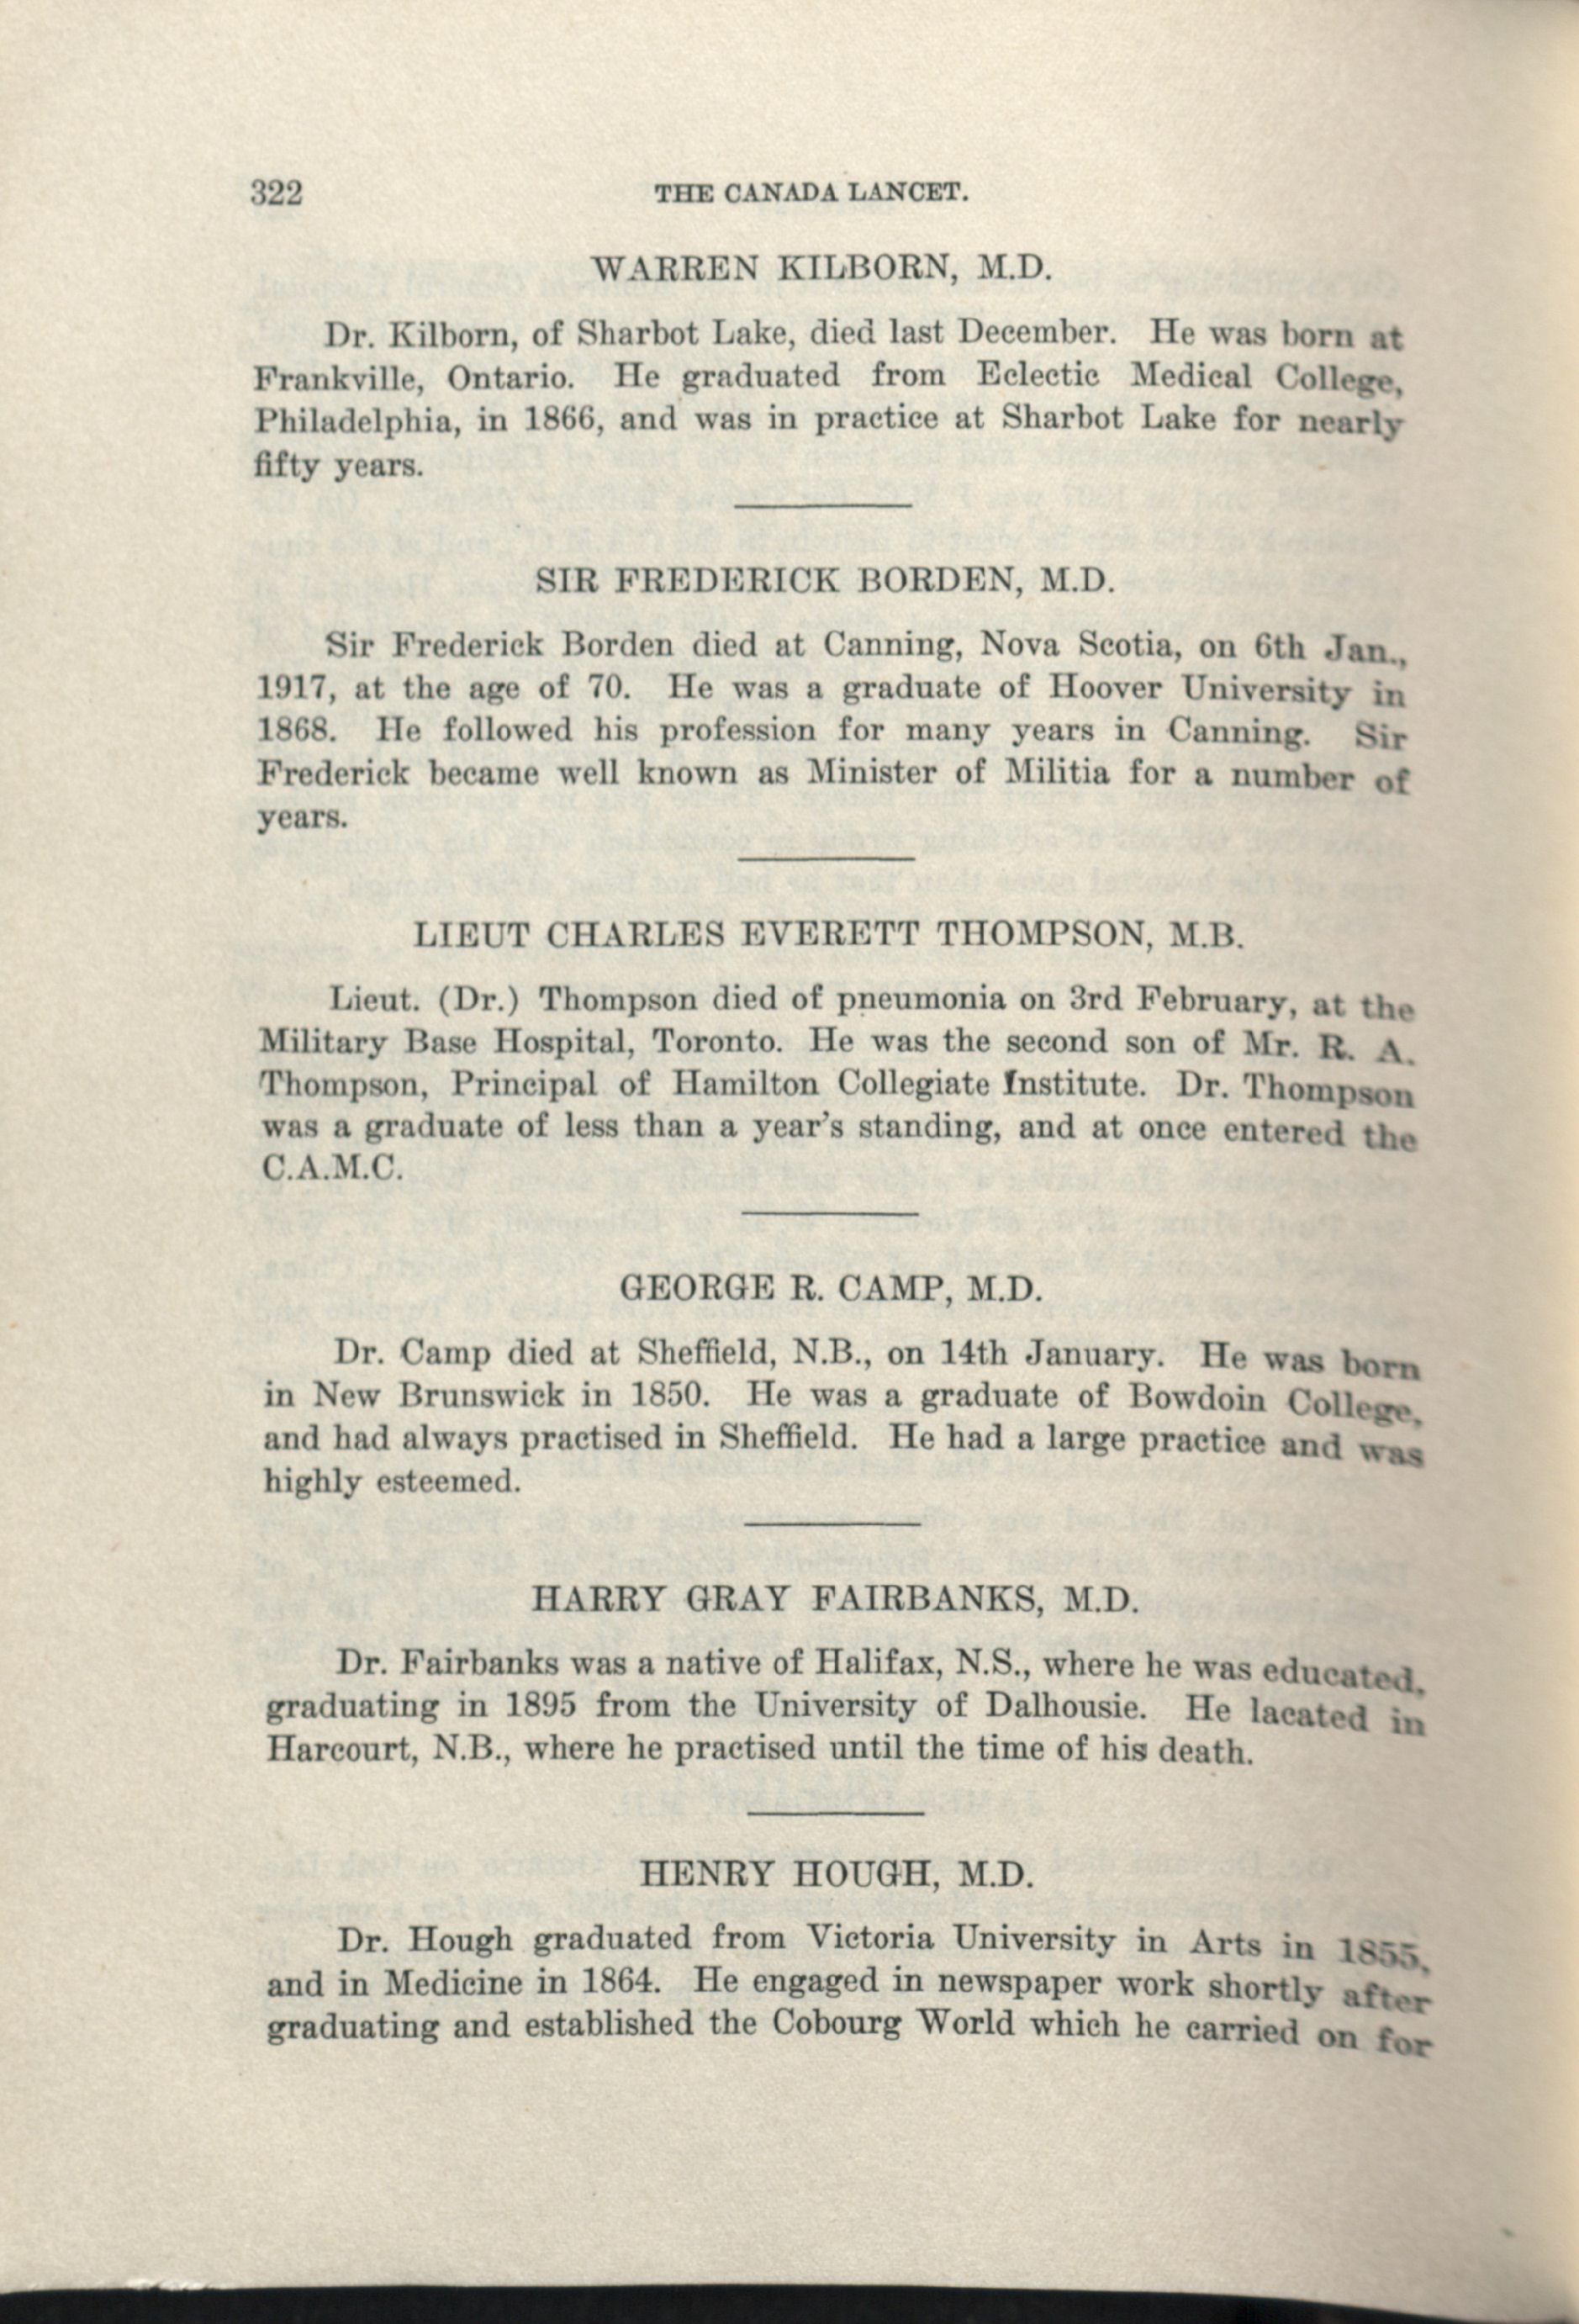 322 THE CANADA LANCET.
WARREN KILBORN, M.D.
Dr. Kilborn, of Sharbot Lake, died last December. He was born at
Frankville, Ontario. He graduated from Eclectic Medical College,
Philadelphia, in 1866, and was in practice at Sharbot Lake for nearly
fifty years.
SIR FREDERICK BORDEN, M.D.
Sir Frederick Borden died at Canning, Nova Scotia, on 6th Jan.,
1917, at the age of 70. He was a graduate of Hoover University in
1868. He followed his profession for many years in Canning. Sir
Frederick became well known as Minister of Militia for a number of
years.
LIEUT CHARLES EVERETT THOMPSON, M.B.
Lieut. (Dr.) Thompson died of pneumonia on 3rd February, at the
Military Base Hospital, Toronto. He was the second son of Mr. R. A.
Thompson, Principal of Hamilton Collegiate Institute. Dr. Thompson
was a graduate of less than a year's standing, and at once entered the
C.A.M.C.
GEORGE R. CAMP, M.D.
Dr. Camp died at Sheffield, N.B., on 14th January. He was born
in New Brunswick in 1850. He was a graduate of Bowdoin College,
and had always practised in Sheffield. He had a large practice and was
highly esteemed.
HARRY GRAY FAIRBANKS, M.D.
Dr. Fairbanks was a native of Halifax, N.S., where he was educated,
graduating in 1895 from the University of Dalhousie. He lacated in
Harcourt, N.B., where he practised until the time of his death.
HENRY HOUGH, M.D.
Dr. Hough graduated from Victoria University in Arts in 1855,
and in Medicine in 1864. He engaged in newspaper work shortly after
graduating and established the Cobourg World which he carried on for